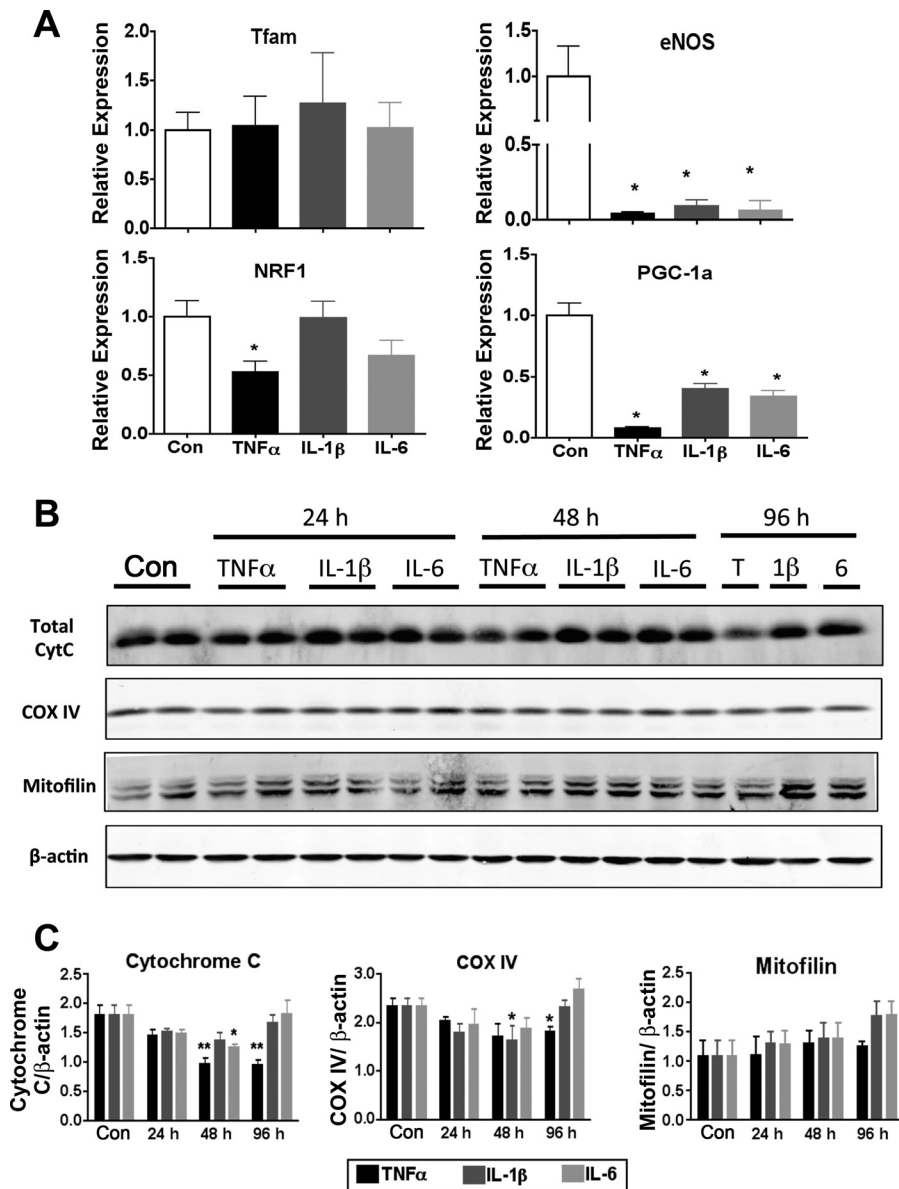 A
Tfam
Relative Expression
2.0
1.5
1.0
0.5
0.0
eNOS
Relative Expression
1.0
0.5
0.0
* * *
NRF1
Relative Expression
1.5
1.0
0.5
0.0
*
Con TNFα IL-1β IL-6
PGC-1a
Relative Expression
1.5
1.0
0.5
0.0
* * *
Con TNFα IL-1β IL-6
B
24 h 48 h 96 h
Con TNFα IL-1β IL-6 TNFα IL-1β IL-6 T 1β 6
Total
CytC
COX IV
Mitofilin
β-actin
C
Cytochrome C
Cytochrome
C/β-actin
2.5
2.0
1.5
1.0
0.5
0.0
** * **
Con 24 h 48 h 96 h
COX IV
COX IV/ β-actin
3.0
2.0
1.0
0.0
* *
Con 24 h 48 h 96 h
Mitofilin
Mitofilin/ β-actin
2.5
2.0
1.5
1.0
0.5
0.0
Con 24 h 48 h 96 h
TNFα IL-1β IL-6